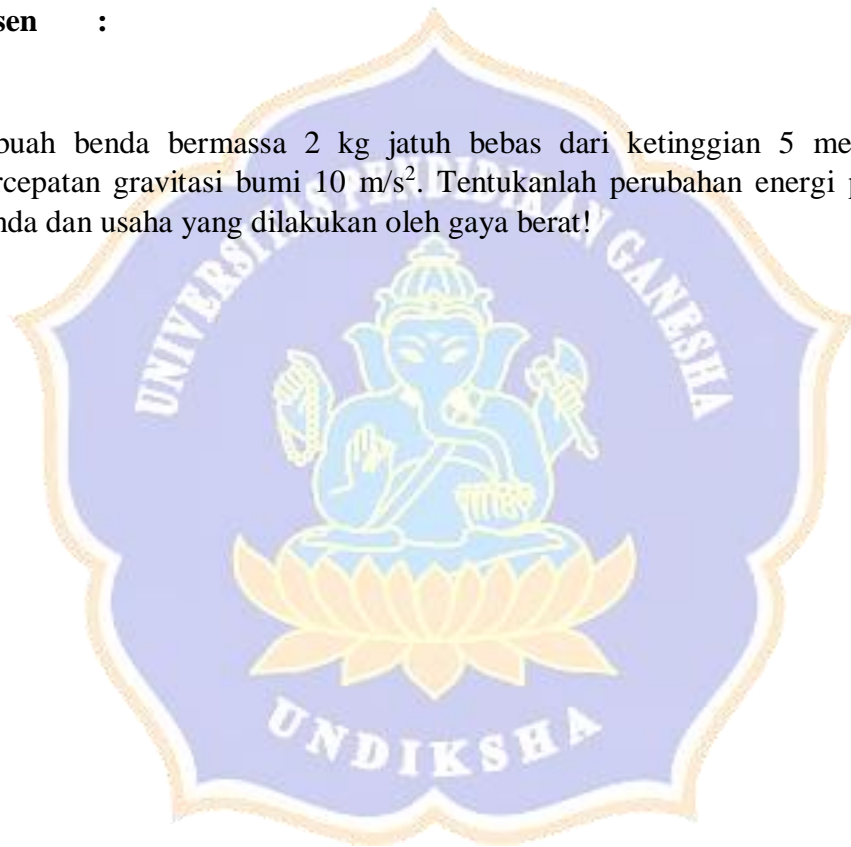 sen :
buah benda bermassa 2 kg jatuh bebas dari ketinggian 5 me
rcepatan gravitasi bumi 10 m/s². Tentukanlah perubahan energi p
nda dan usaha yang dilakukan oleh gaya berat!
UNIVERSITAS PENDIDIKAN GANESHA
UNDIKSHA